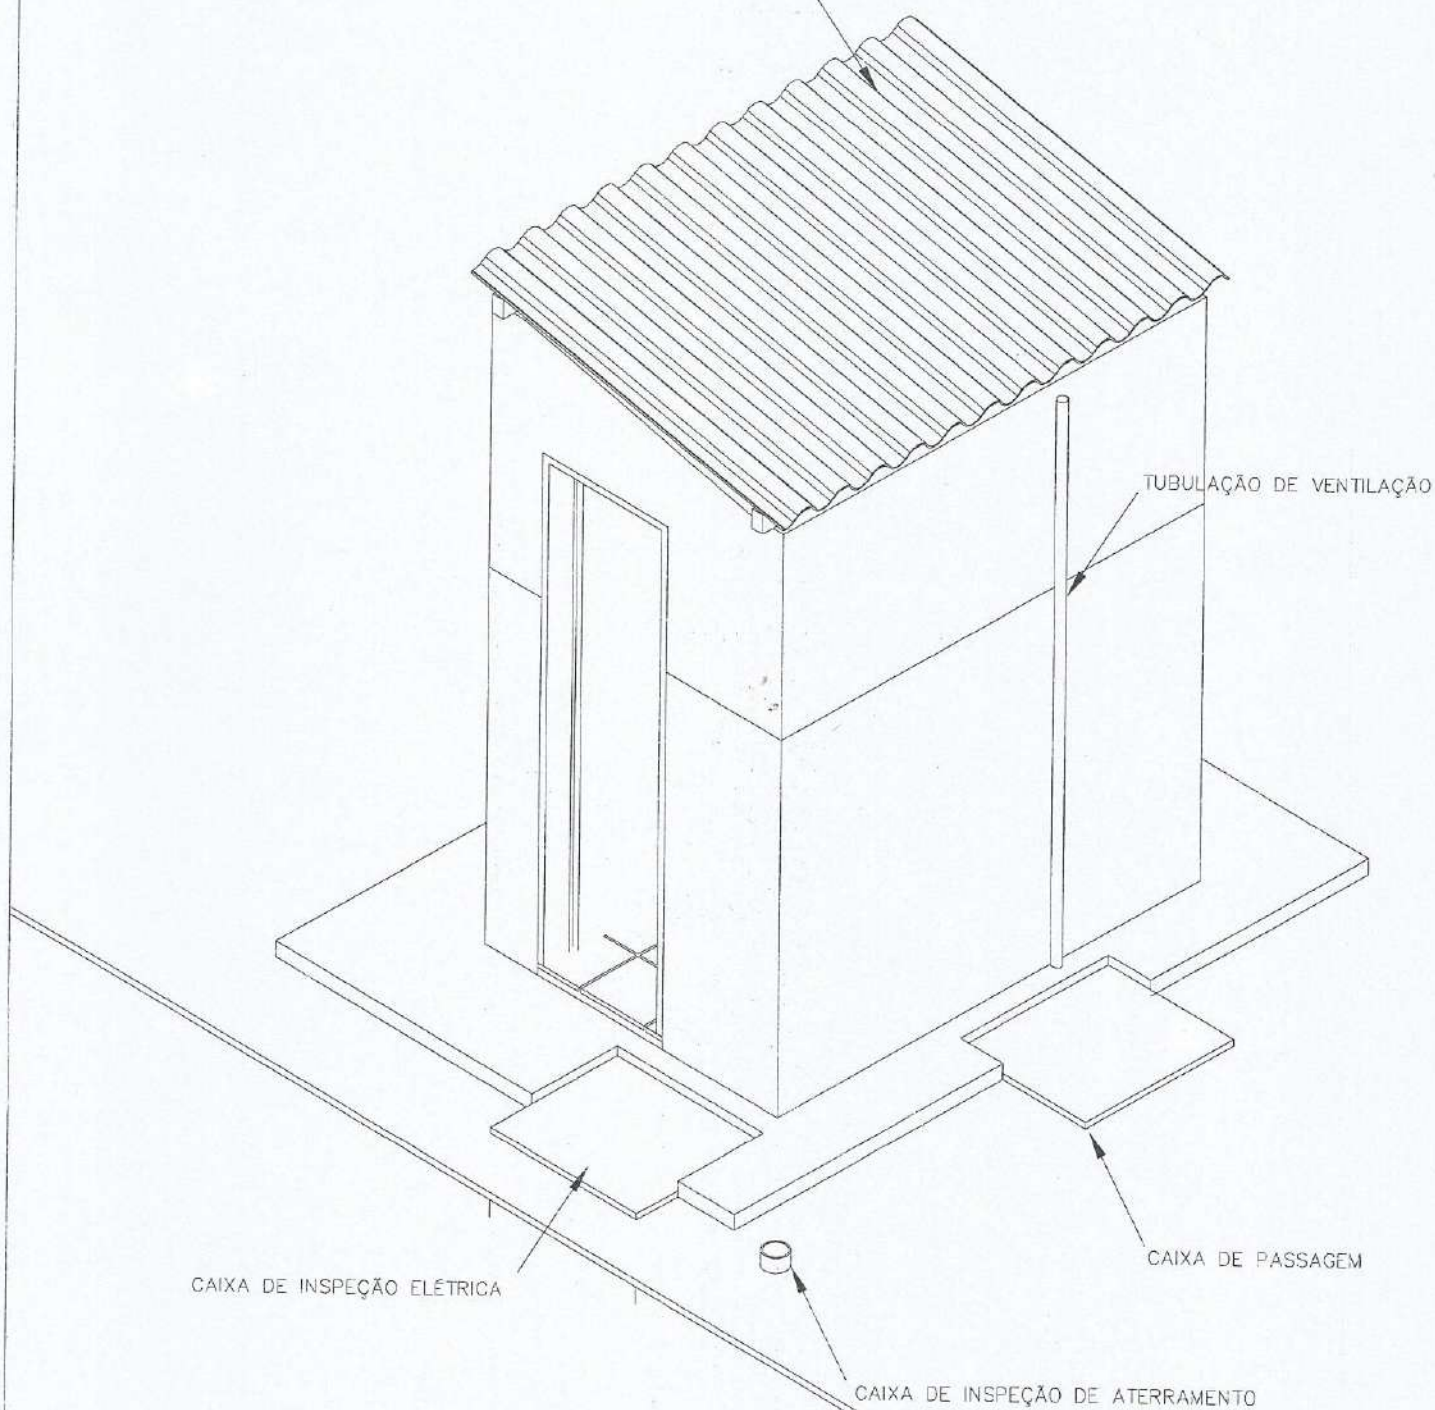 TUBULAÇÃO DE VENTILAÇÃO
CAIXA DE PASSAGEM
CAIXA DE INSPEÇÃO ELÉTRICA
CAIXA DE INSPEÇÃO DE ATERRAMENTO